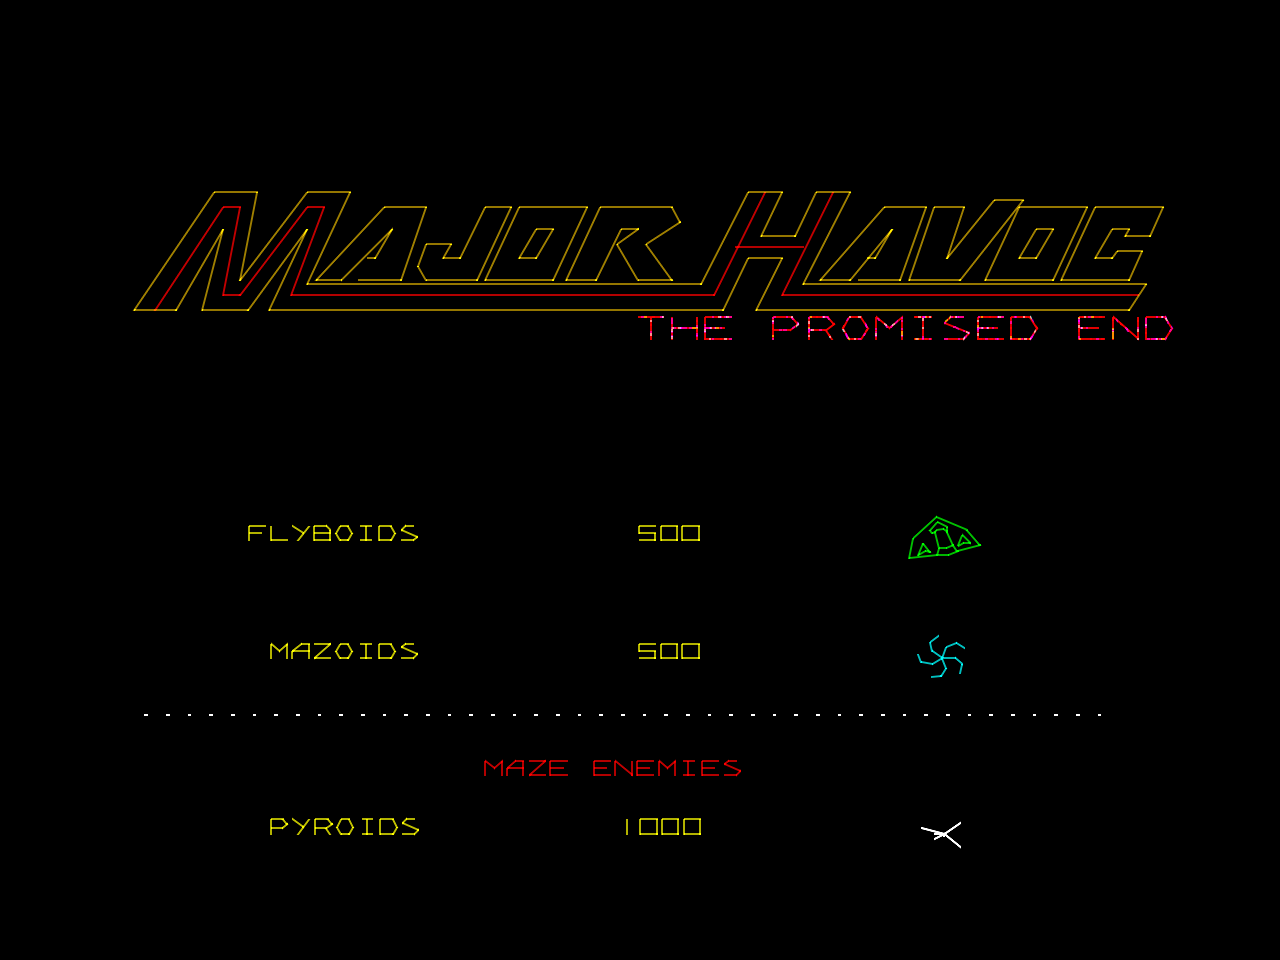 MAJOR HAVOC
THE PROMISED END
FLYBOIDS 500
MAZOIDS 500
MAZE ENEMIES
PYROIDS 1000